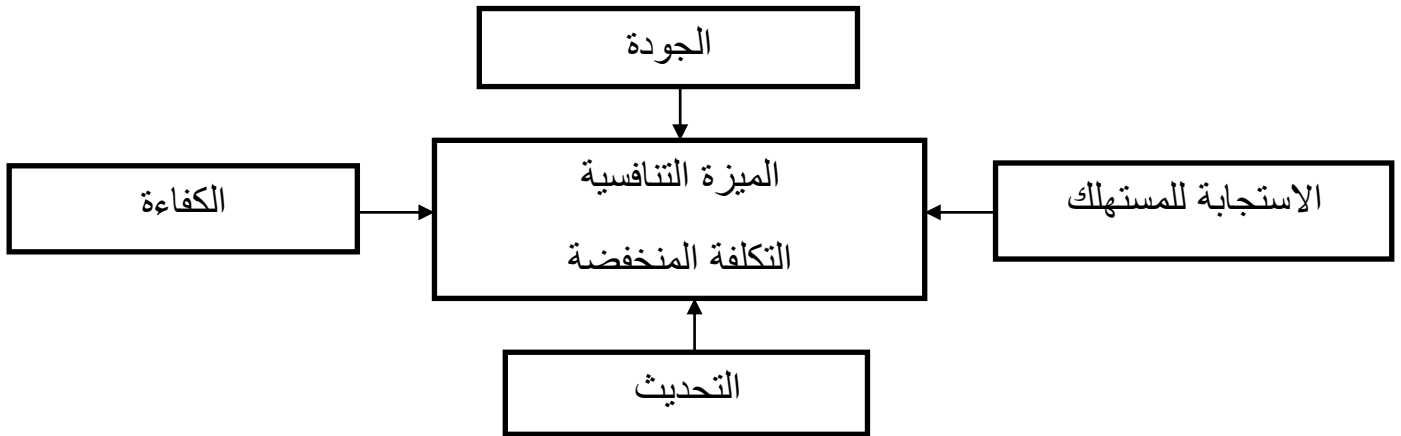 الجودة
الميزة التنافسية
التكلفة المنخفضة
الاستجابة للمستهلك
الكفاءة
التحديث